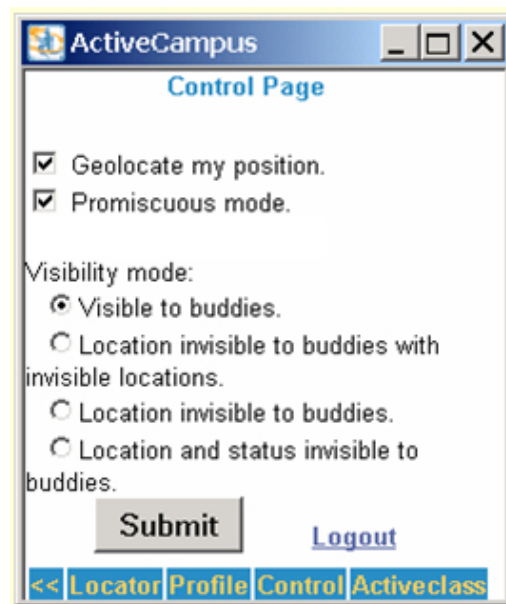 ActiveCampus
Control Page
Geolocate my position.
Promiscuous mode.
Visibility mode:
Visible to buddies.
Location invisible to buddies with
invisible locations.
Location invisible to buddies.
Location and status invisible to
buddies.
Submit Logout
<< Locator Profile Control Activeclass